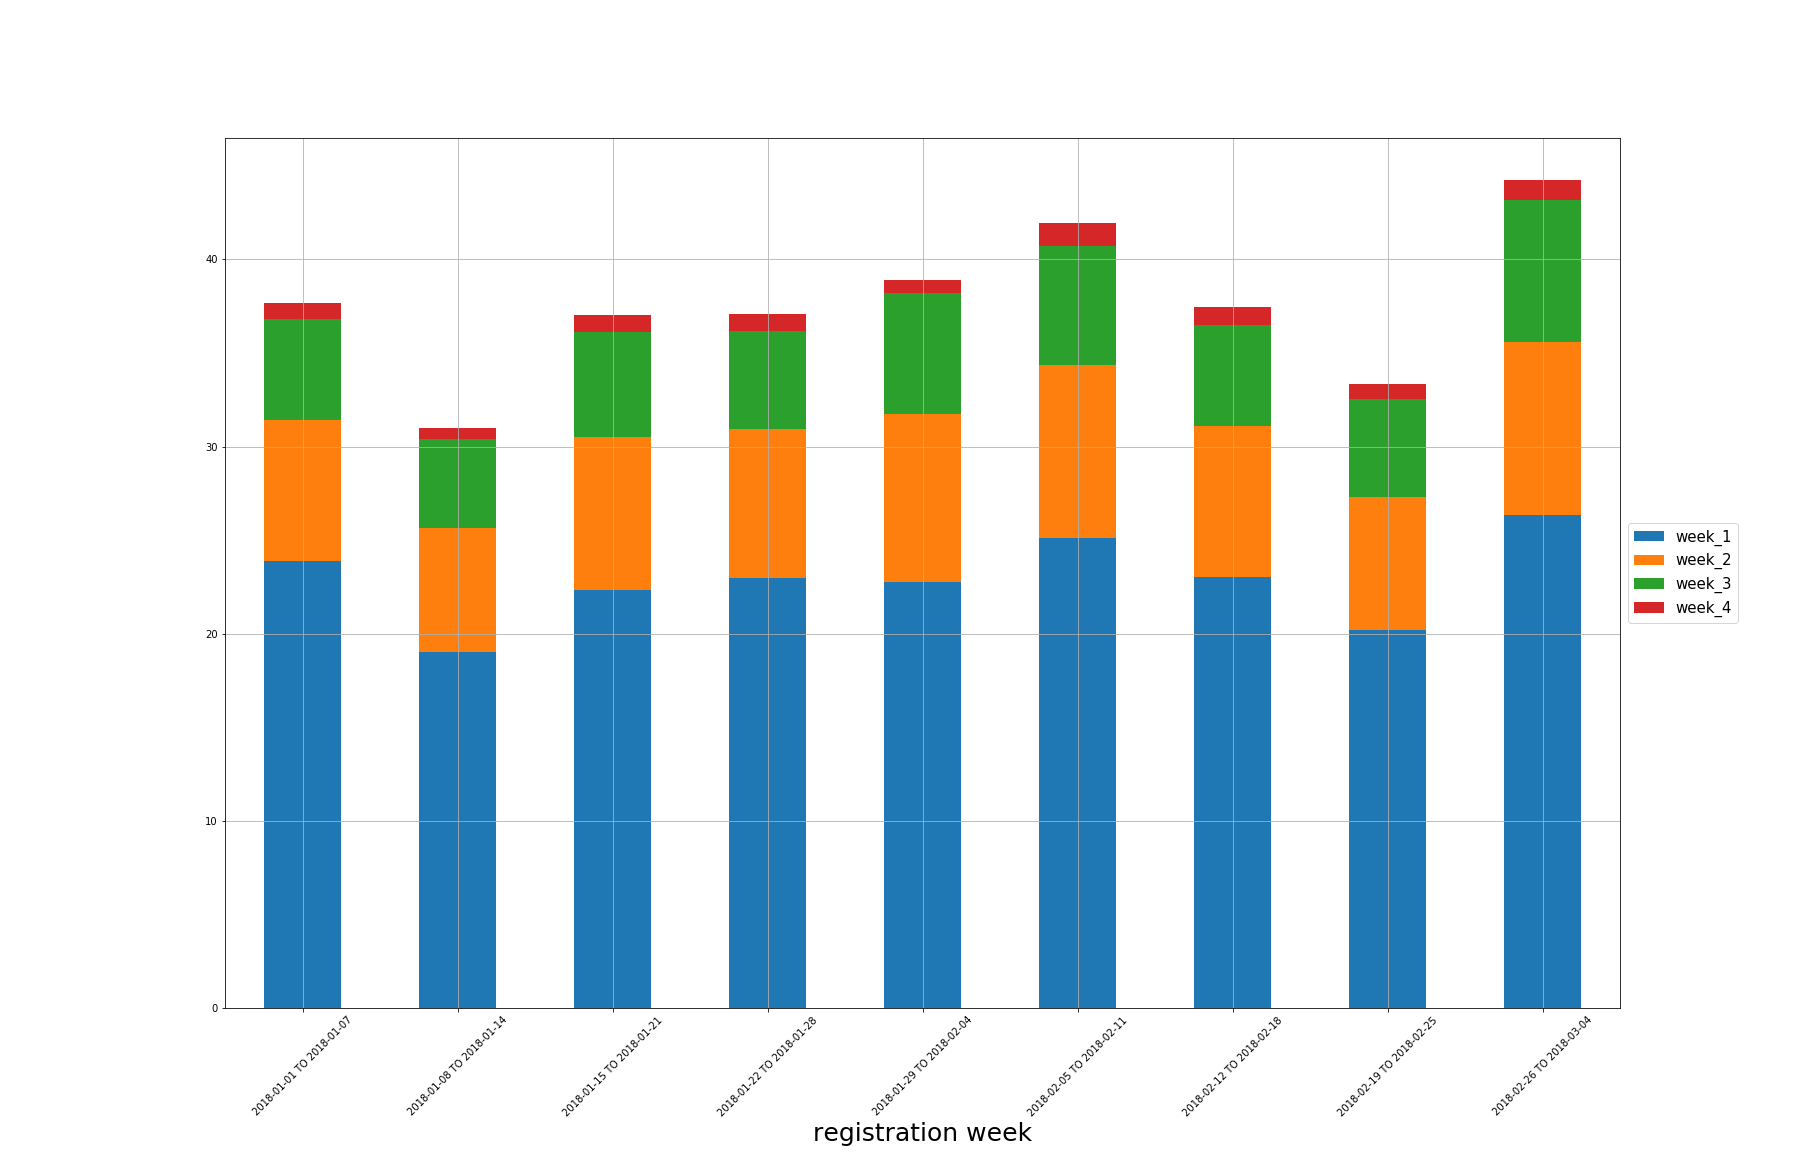 40
30
20
10
0
week_1
week_2
week_3
week_4
2018-01-01 TO 2018-01-07
2018-01-08 TO 2018-01-14
2018-01-15 TO 2018-01-21
2018-01-22 TO 2018-01-28
2018-01-29 TO 2018-02-04
2018-02-05 TO 2018-02-11
2018-02-12 TO 2018-02-18
2018-02-19 TO 2018-02-25
2018-02-26 TO 2018-03-04
registration week